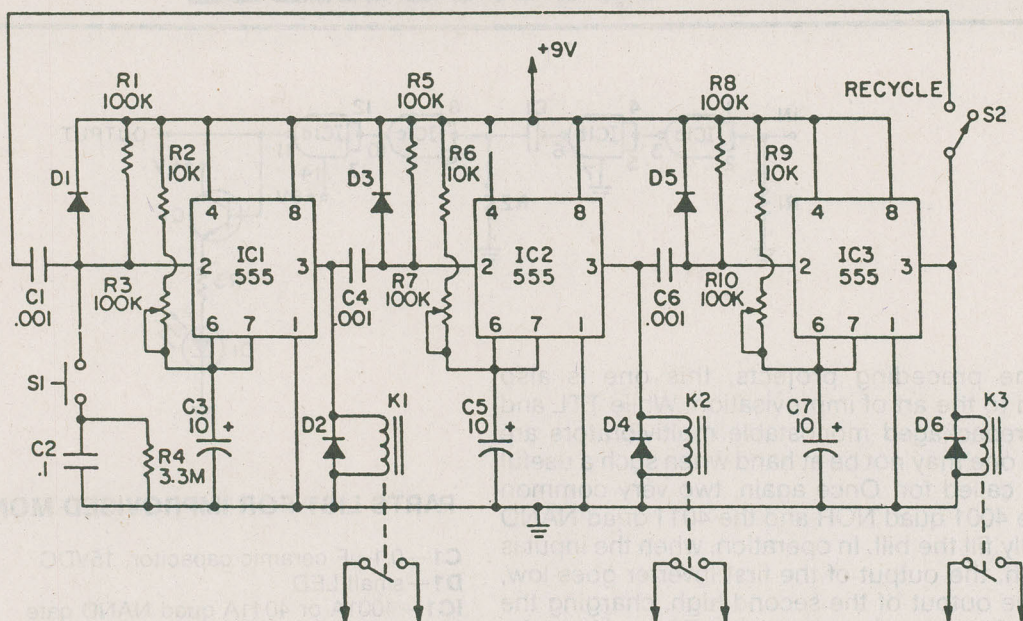 +9V
RECYCLE
S2
R1
100K
R2
10K
D1
4
8
IC1
555
2
3
6
7
1
R3
100K
C1
.001
S1
C2
.1
R4
3.3M
C3
10
+
D2
K1
R5
100K
R6
10K
D3
4
8
IC2
555
2
3
6
7
1
C4
.001
R7
100K
C5
10
+
D4
K2
R8
100K
R9
10K
D5
4
8
IC3
555
2
3
6
7
1
C6
.001
R10
100K
C7
10
+
D6
K3